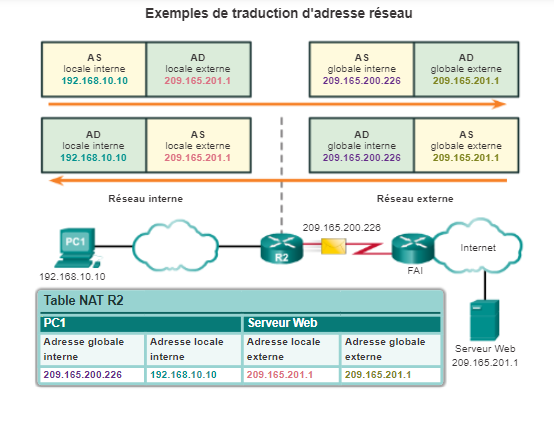 Exemples de traduction d'adresse réseau
AS
locale interne
192.168.10.10
AD
locale externe
209.165.201.1
AS
globale interne
209.165.200.226
AD
globale externe
209.165.201.1
AD
locale interne
192.168.10.10
AS
locale externe
209.165.201.1
AD
globale interne
209.165.200.226
AS
globale externe
209.165.201.1
Réseau interne
Réseau externe
209.165.200.226
PC1
R2
FAI
Internet
192.168.10.10
Serveur Web
209.165.201.1
Table NAT R2
PC1
Serveur Web
Adresse globale
interne
Adresse locale
interne
Adresse locale
externe
Adresse globale
externe
209.165.200.226
192.168.10.10
209.165.201.1
209.165.201.1